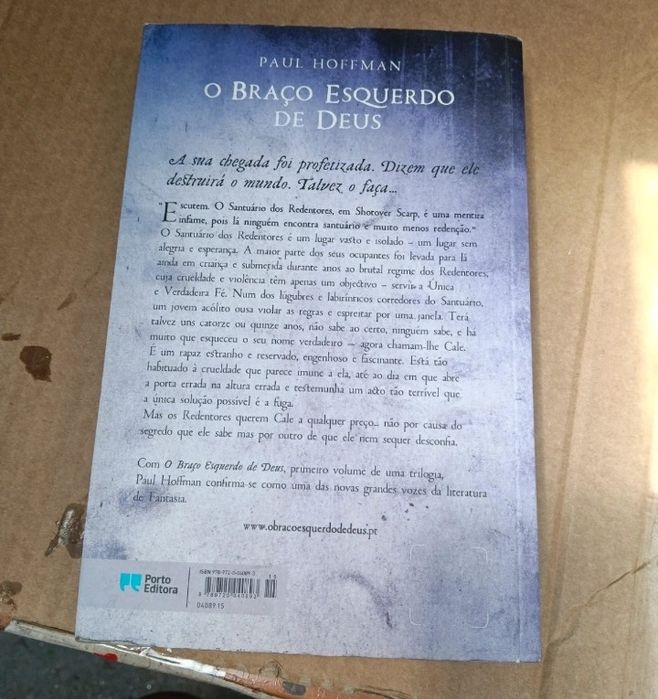 PAUL HOFFMAN
O BRAÇO ESQUERDO
DE DEUS
A sua chegada foi profetizada. Dizem que ele
destruirá o mundo. Talvez o faça...
"Escutem. O Santuário dos Redentores, em Shotover Scarp, é uma mentira
infame, pois lá ninguém encontra santuário e muito menos redenção."
O Santuário dos Redentores é um lugar vasto e isolado – um lugar sem
alegria e esperança. A maior parte dos seus ocupantes foi levada para lá
ainda em criança e submetida durante anos ao brutal regime dos Redentores,
cuja crueldade e violência têm apenas um objectivo – servir a Única
e Verdadeira Fé. Num dos lúgubres e labirínticos corredores do Santuário,
um jovem acólito ousa violar as regras e espreitar por uma janela. Terá
talvez uns catorze ou quinze anos, não sabe ao certo, ninguém sabe, e há
muito que esqueceu o seu nome verdadeiro – agora chamam-lhe Cale.
É um rapaz estranho e reservado, engenhoso e fascinante. Está tão
habituado à crueldade que parece imune a ela, até ao dia em que abre
a porta errada na altura errada e testemunha um acto tão terrível que
a única solução possível é a fuga.
Mas os Redentores querem Cale a qualquer preço... não por causa do
segredo que ele sabe mas por outro de que ele nem sequer desconfia.
Com O Braço Esquerdo de Deus, primeiro volume de uma trilogia,
Paul Hoffman confirma-se como uma das novas grandes vozes da literatura
de Fantasia.
www.obracoesquerdodedeus.pt
Porto
Editora
04089.15